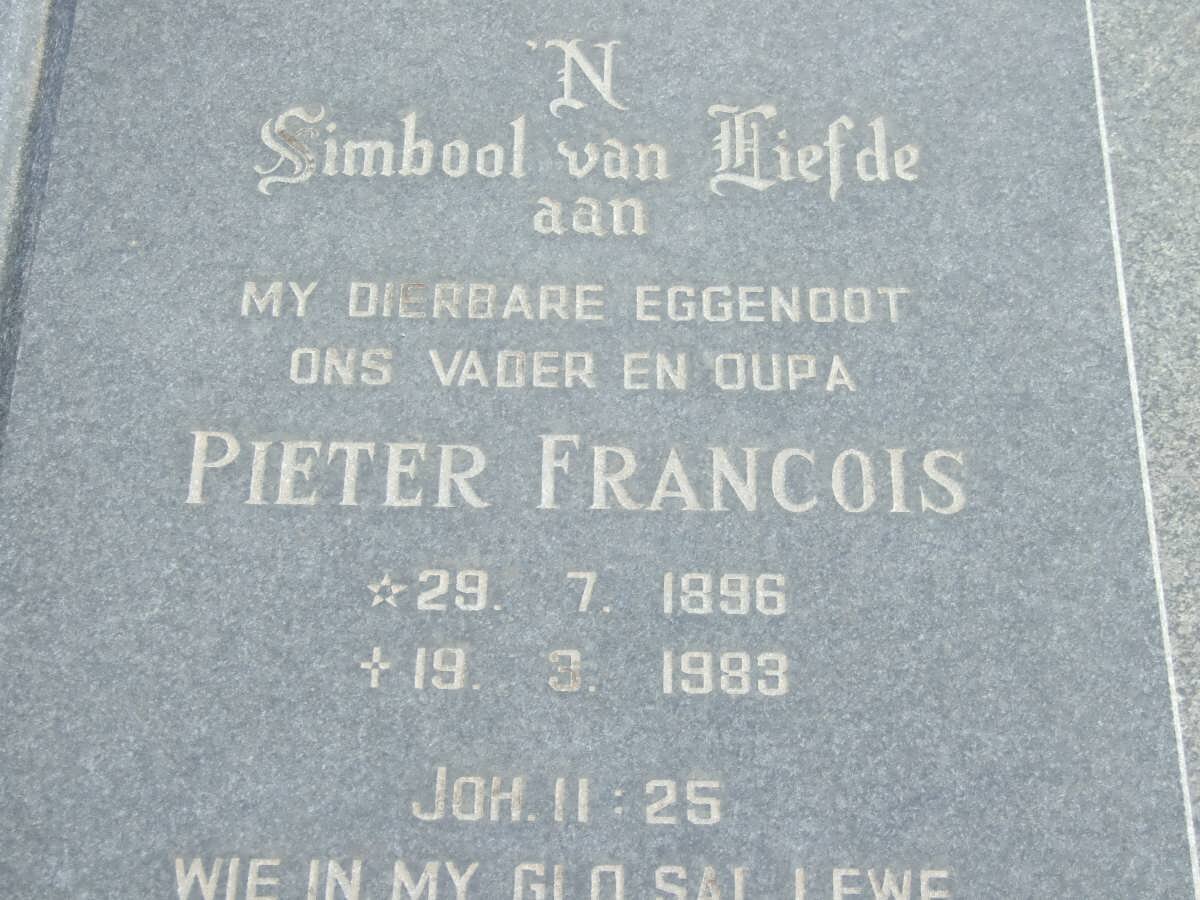 'N
Simbool van Liefde
aan
MY DIERBARE EGGENOOT
ONS VADER EN OUPA
PIETER FRANCOIS
☆29. 7. 1896
✝19. 3. 1983
JOH. 11:25
WIE IN MY GLO SAL LEWE